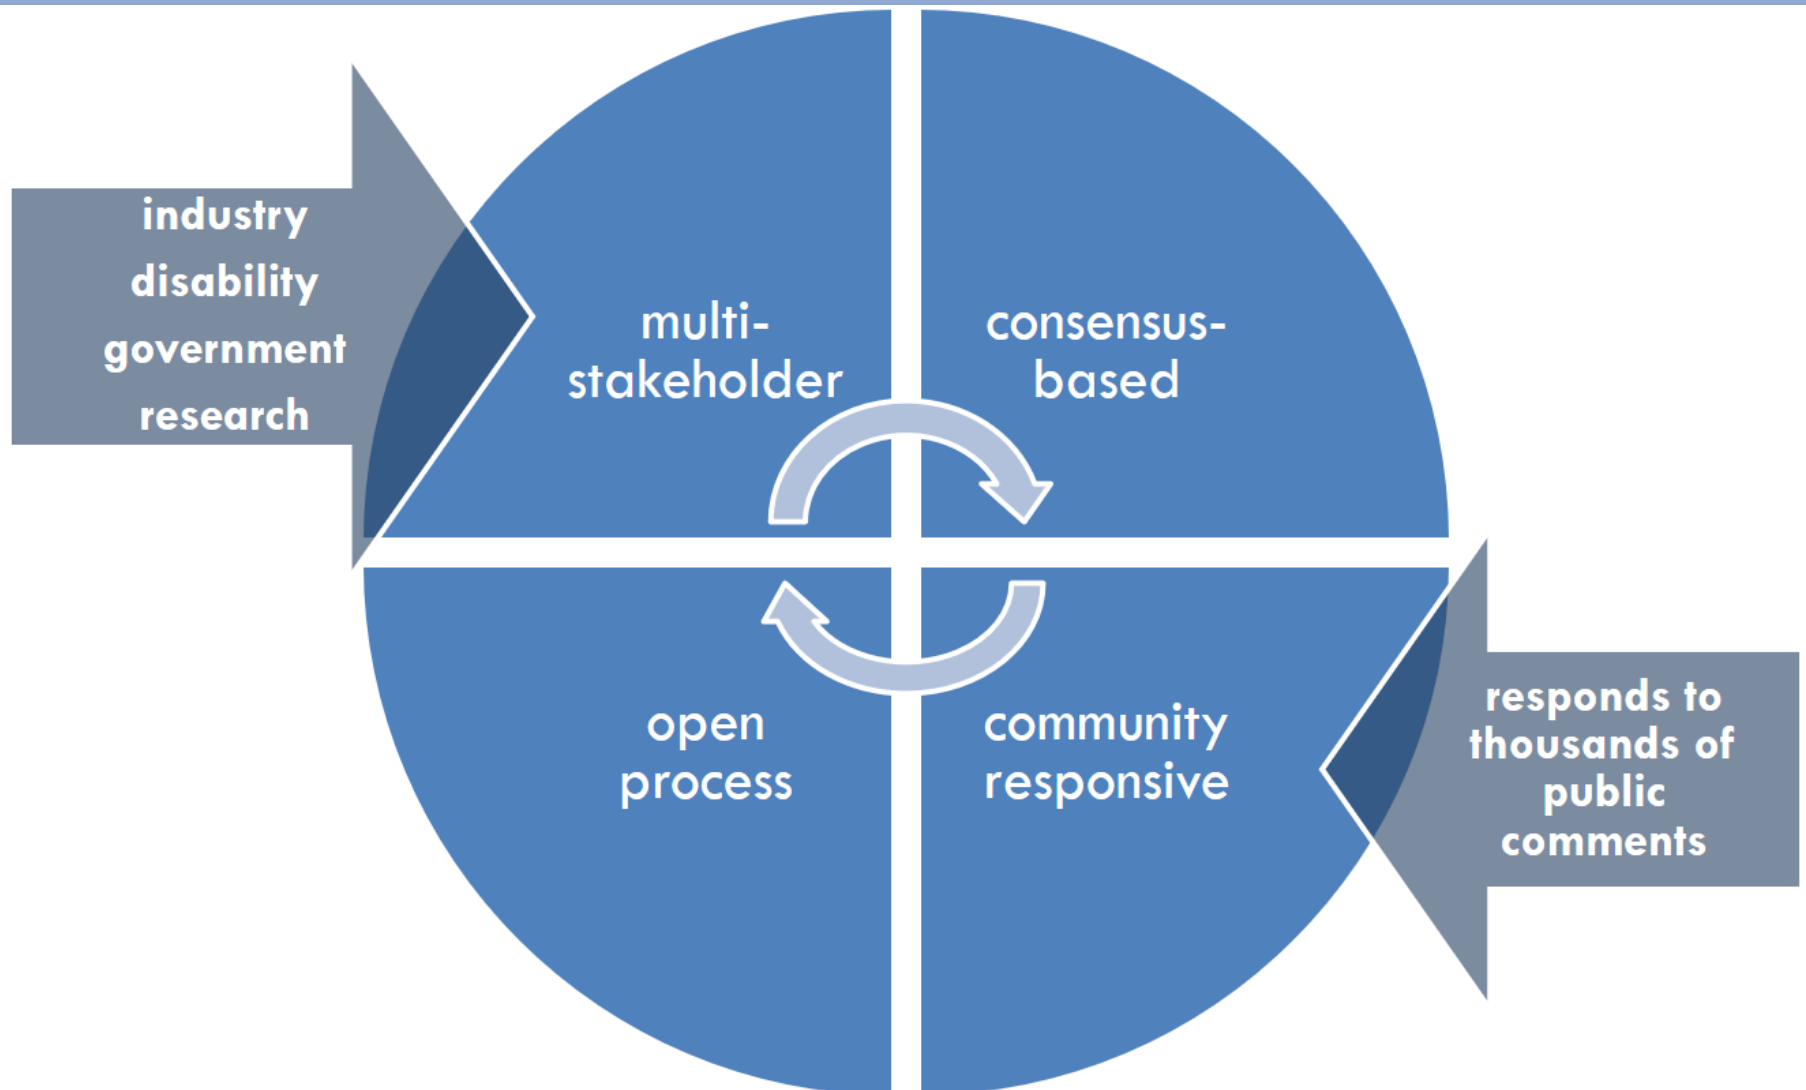 industry
disability
government
research
multi-
stakeholder
consensus-
based
open
process
community
responsive
responds to
thousands of
public
comments